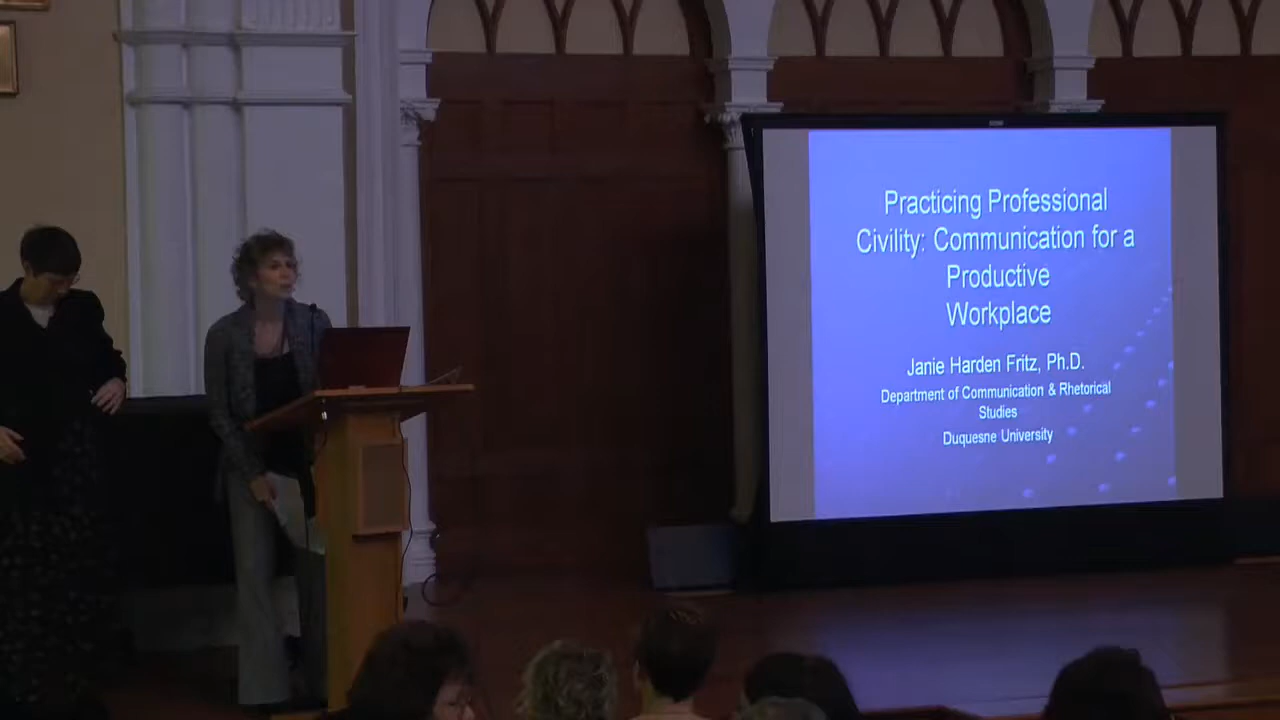 Practicing Professional
Civility: Communication for a
Productive
Workplace
Janie Harden Fritz, Ph.D.
Department of Communication & Rhetorical
Studies
Duquesne University